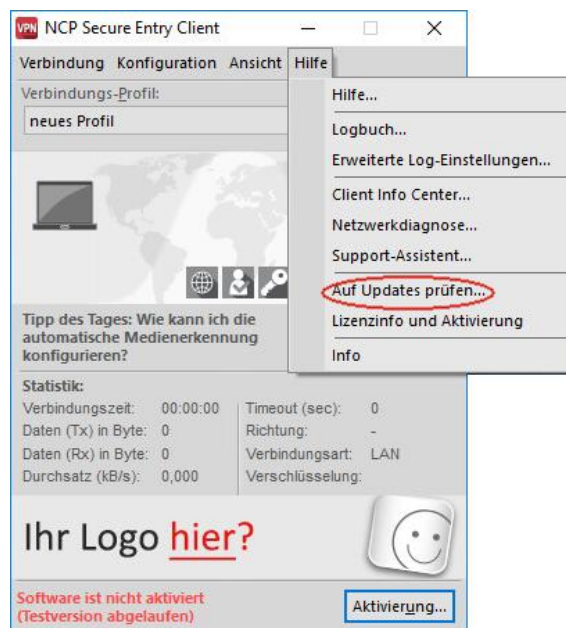 VPN NCP Secure Entry Client
Verbindung Konfiguration Ansicht Hilfe
Verbindungs-Profil:
neues Profil
Hilfe...
Logbuch...
Erweiterte Log-Einstellungen...
Client Info Center...
Netzwerkdiagnose...
Support-Assistent...
Auf Updates prüfen...
Lizenzinfo und Aktivierung
Info
Tipp des Tages: Wie kann ich die
automatische Medienerkennung
konfigurieren?
Statistik:
Verbindungszeit: 00:00:00 Timeout (sec): 0
Daten (Tx) in Byte: 0 Richtung: -
Daten (Rx) in Byte: 0 Verbindungsart: LAN
Durchsatz (kB/s): 0,000 Verschlüsselung:
Ihr Logo hier?
Software ist nicht aktiviert
(Testversion abgelaufen)
Aktivierung...